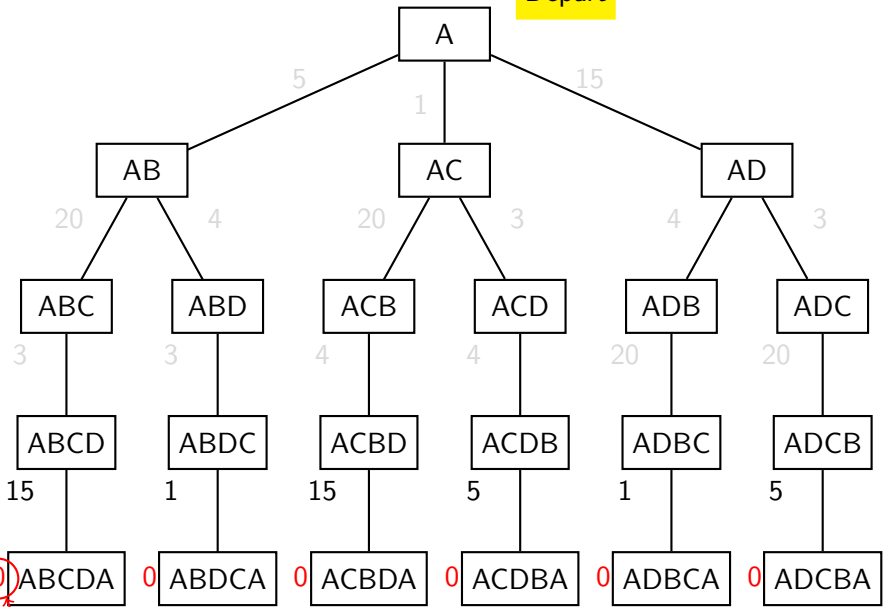 A
5 1 15
AB AC AD
20 4 20 3 4 3
ABC ABD ACB ACD ADB ADC
3 3 4 4 20 20
ABCD ABDC ACBD ACDB ADBC ADCB
15 1 15 5 1 5
0 ABCDA 0 ABDCA 0 ACBDA 0 ACDBA 0 ADBCA 0 ADCBA